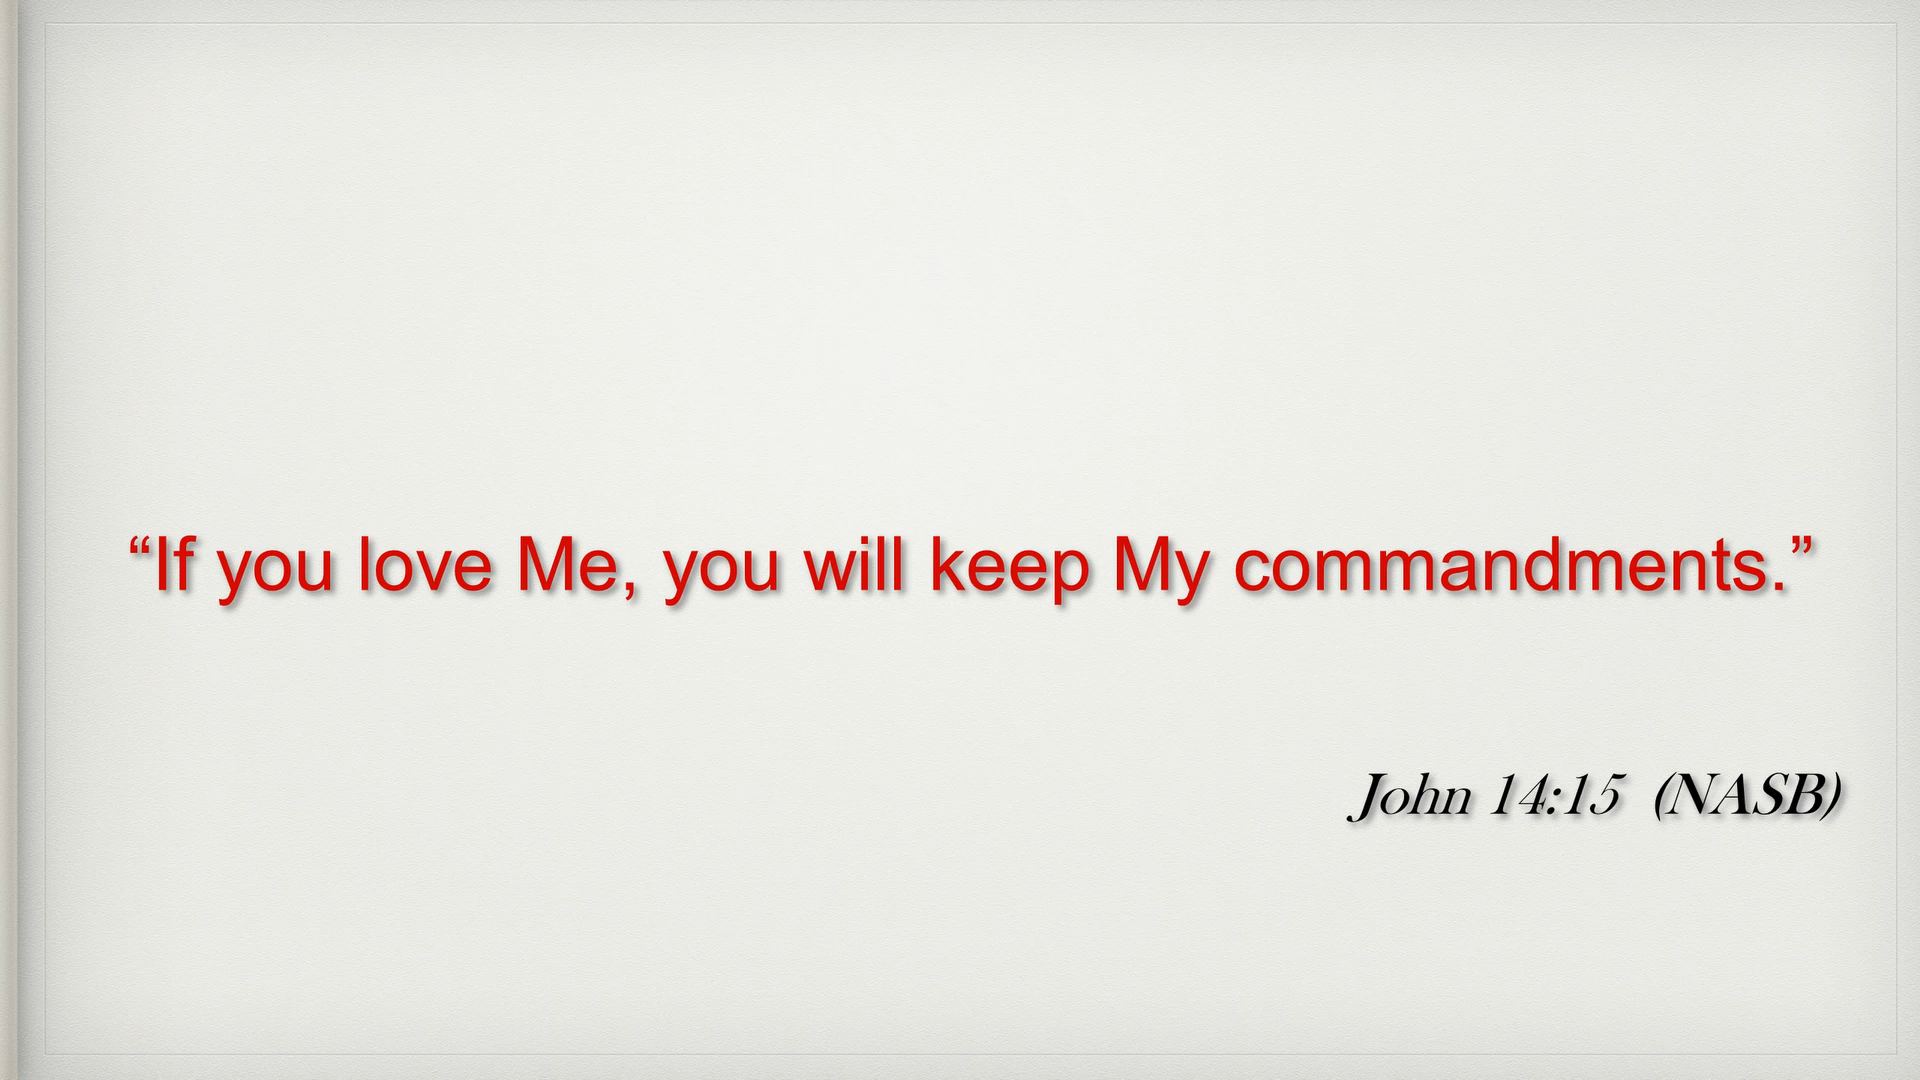 “If you love Me, you will keep My commandments.”
John 14:15 (NASB)